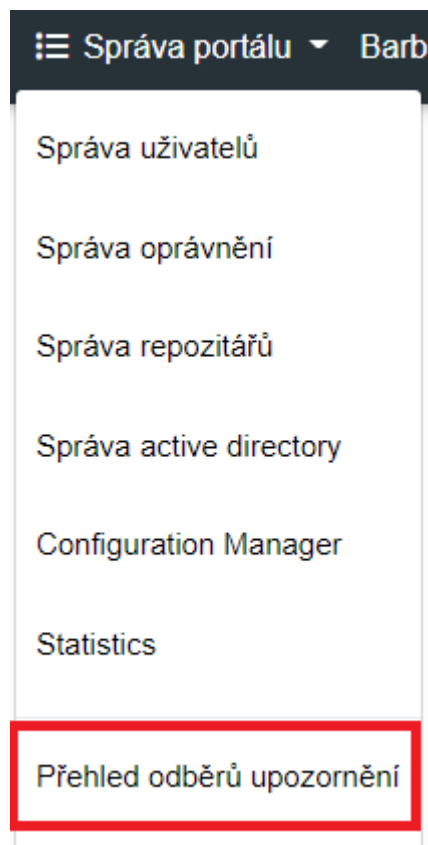 Správa portálu Barb
Správa uživatelů
Správa oprávnění
Správa repozitářů
Správa active directory
Configuration Manager
Statistics
Přehled odběrů upozornění